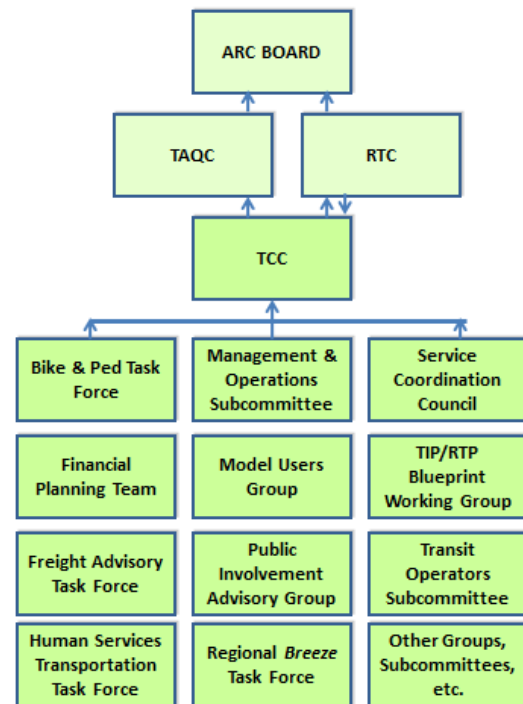 ARC BOARD
TAQC
RTC
TCC
Bike & Ped Task
Force
Management &
Operations
Subcommittee
Service
Coordination
Council
Financial
Planning Team
Model Users
Group
TIP/RTP
Blueprint
Working Group
Freight Advisory
Task Force
Public
Involvement
Advisory Group
Transit
Operators
Subcommittee
Human Services
Transportation
Task Force
Regional Breeze
Task Force
Other Groups,
Subcommittees,
etc.